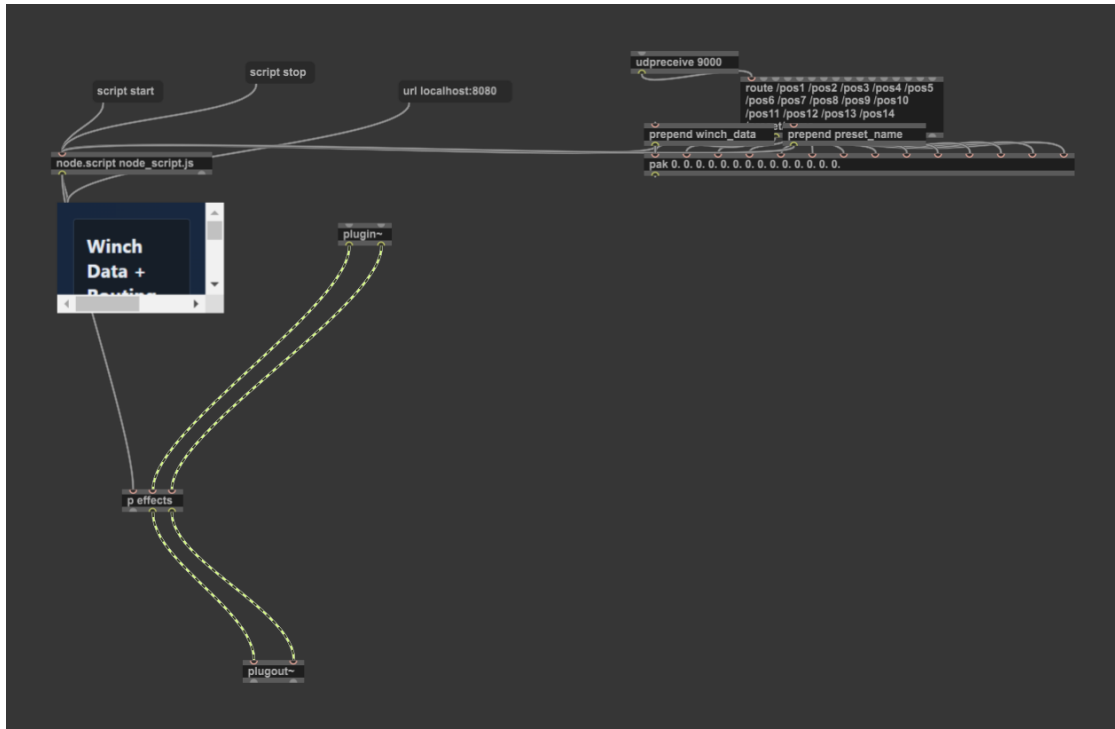 script start
script stop
url localhost:8080
node.script node_script.js
Winch
Data +
Routing
plugin~
p effects
plugout~
udpreceive 9000
route /pos1 /pos2 /pos3 /pos4 /pos5
/pos6 /pos7 /pos8 /pos9 /pos10
/pos11 /pos12 /pos13 /pos14
prepend winch_data
prepend preset_name
pak 0. 0. 0. 0. 0. 0. 0. 0. 0. 0. 0. 0. 0. 0.